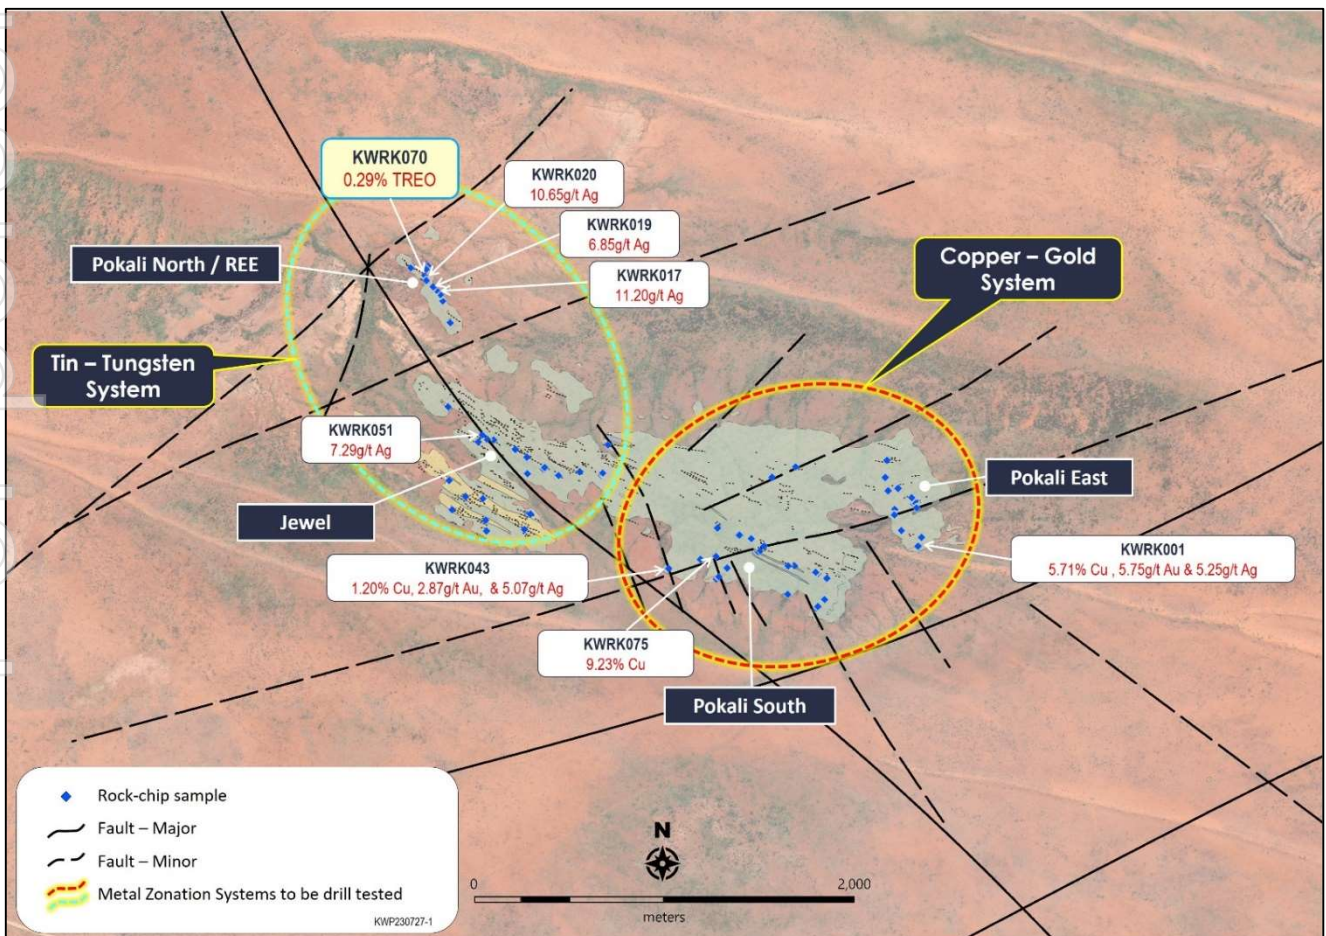 KWRK070
0.29% TREO
KWRK020
10.65g/t Ag
KWRK019
6.85g/t Ag
KWRK017
11.20g/t Ag
Pokali North / REE
Copper – Gold
System
Tin – Tungsten
System
KWRK051
7.29g/t Ag
Pokali East
Jewel
KWRK043
1.20% Cu, 2.87g/t Au, & 5.07g/t Ag
KWRK001
5.71% Cu , 5.75g/t Au & 5.25g/t Ag
KWRK075
9.23% Cu
Pokali South
Rock-chip sample
Fault – Major
Fault – Minor
Metal Zonation Systems to be drill tested
KWP230727-1
N
0
2,000
meters